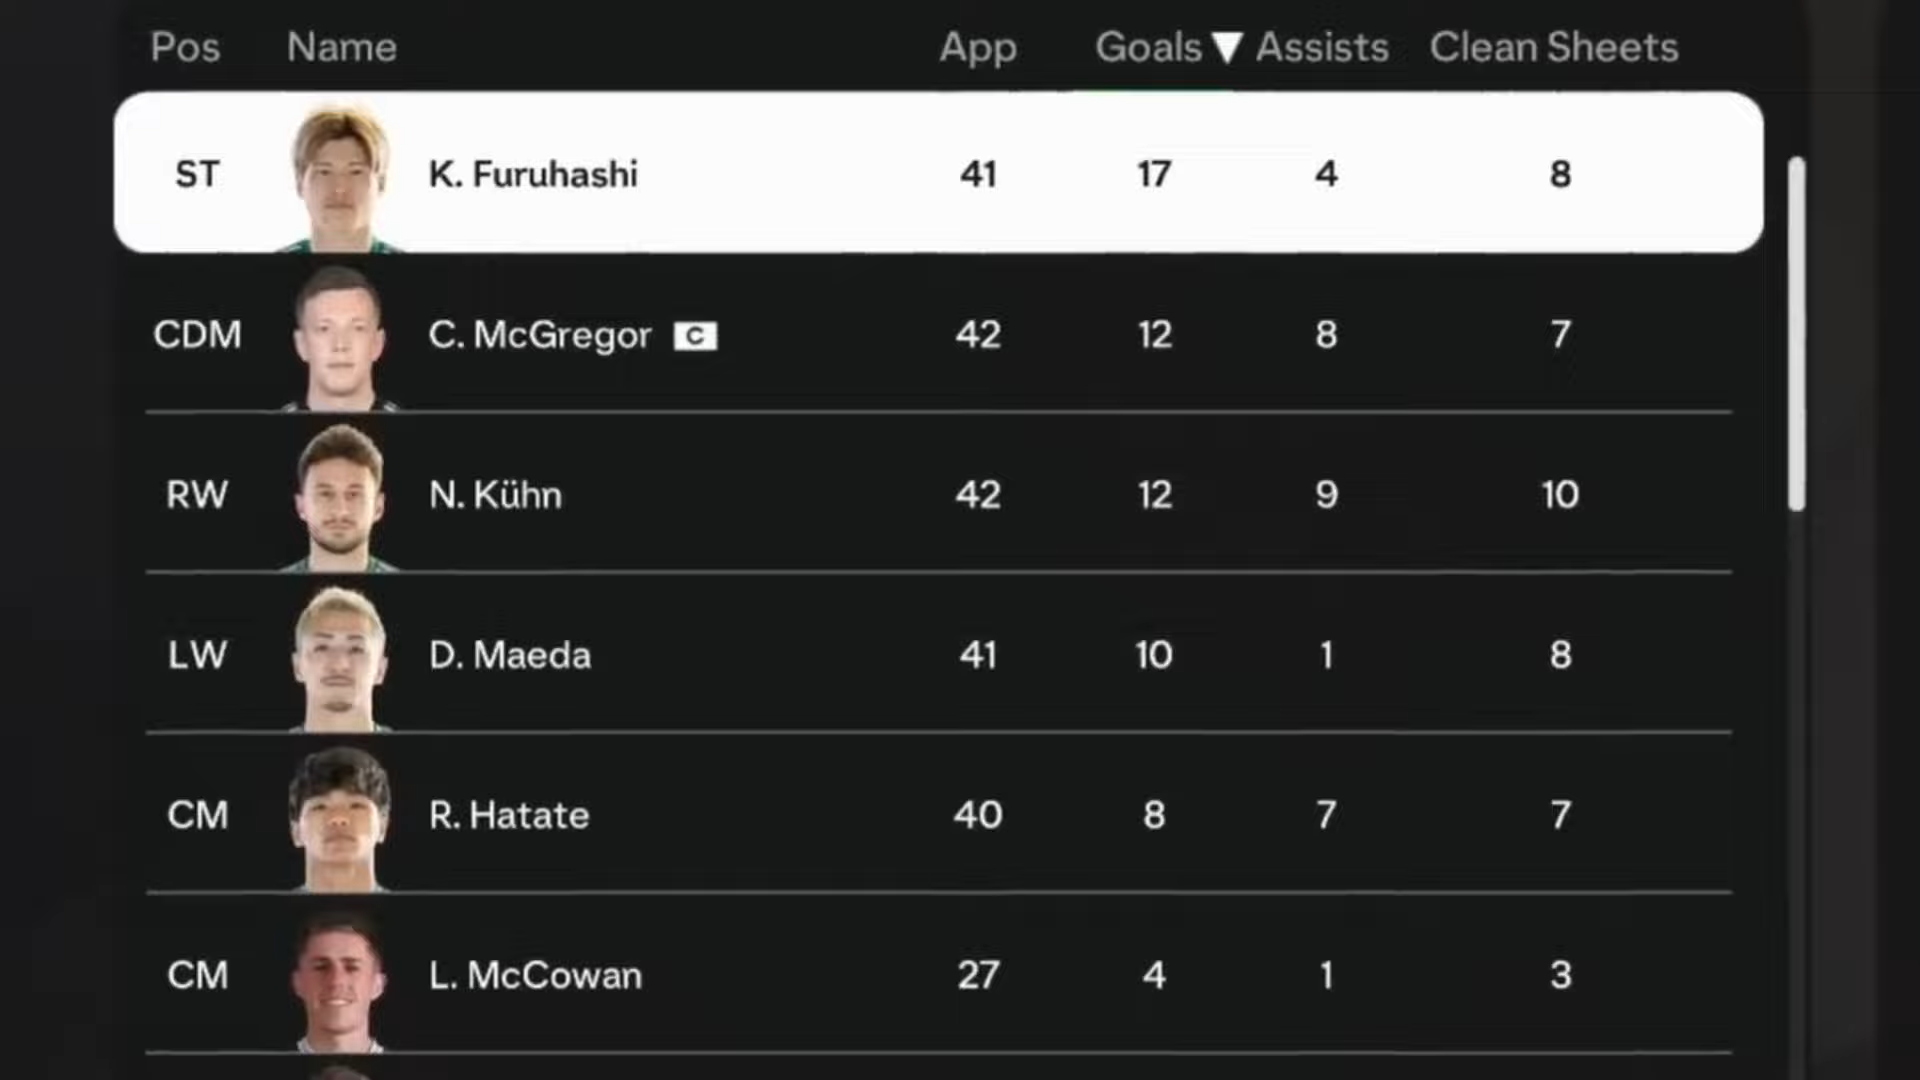 Pos Name App Goals ▼ Assists Clean Sheets
ST K. Furuhashi 41 17 4 8
CDM C. McGregor C 42 12 8 7
RW N. Kühn 42 12 9 10
LW D. Maeda 41 10 1 8
CM R. Hatate 40 8 7 7
CM L. McCowan 27 4 1 3